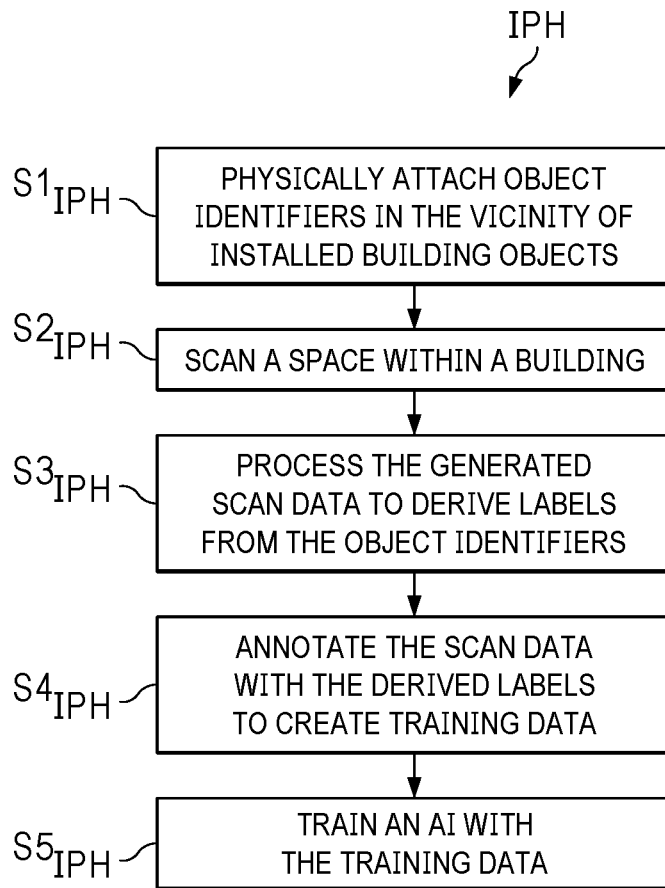 IPH
S1IPH
PHYSICALLY ATTACH OBJECT
IDENTIFIERS IN THE VICINITY OF
INSTALLED BUILDING OBJECTS
S2IPH
SCAN A SPACE WITHIN A BUILDING
S3IPH
PROCESS THE GENERATED
SCAN DATA TO DERIVE LABELS
FROM THE OBJECT IDENTIFIERS
S4IPH
ANNOTATE THE SCAN DATA
WITH THE DERIVED LABELS
TO CREATE TRAINING DATA
S5IPH
TRAIN AN AI WITH
THE TRAINING DATA